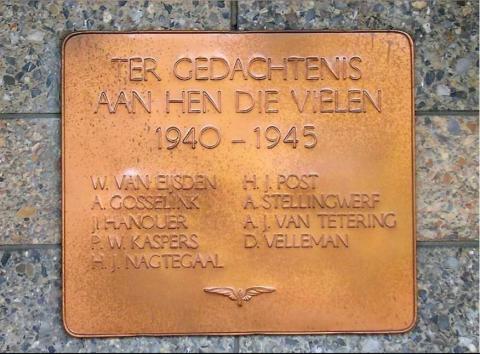 TER GEDACHTENIS
AAN HEN DIE VIELEN
1940 – 1945
W. VAN EIJSDEN
A. GOSSELINK
J. HANOUER
P. W. KASPERS
H. J. NAGTEGAAL
H. J. POST
A. STELLINGWERF
A. J. VAN TETERING
D. VELLEMAN